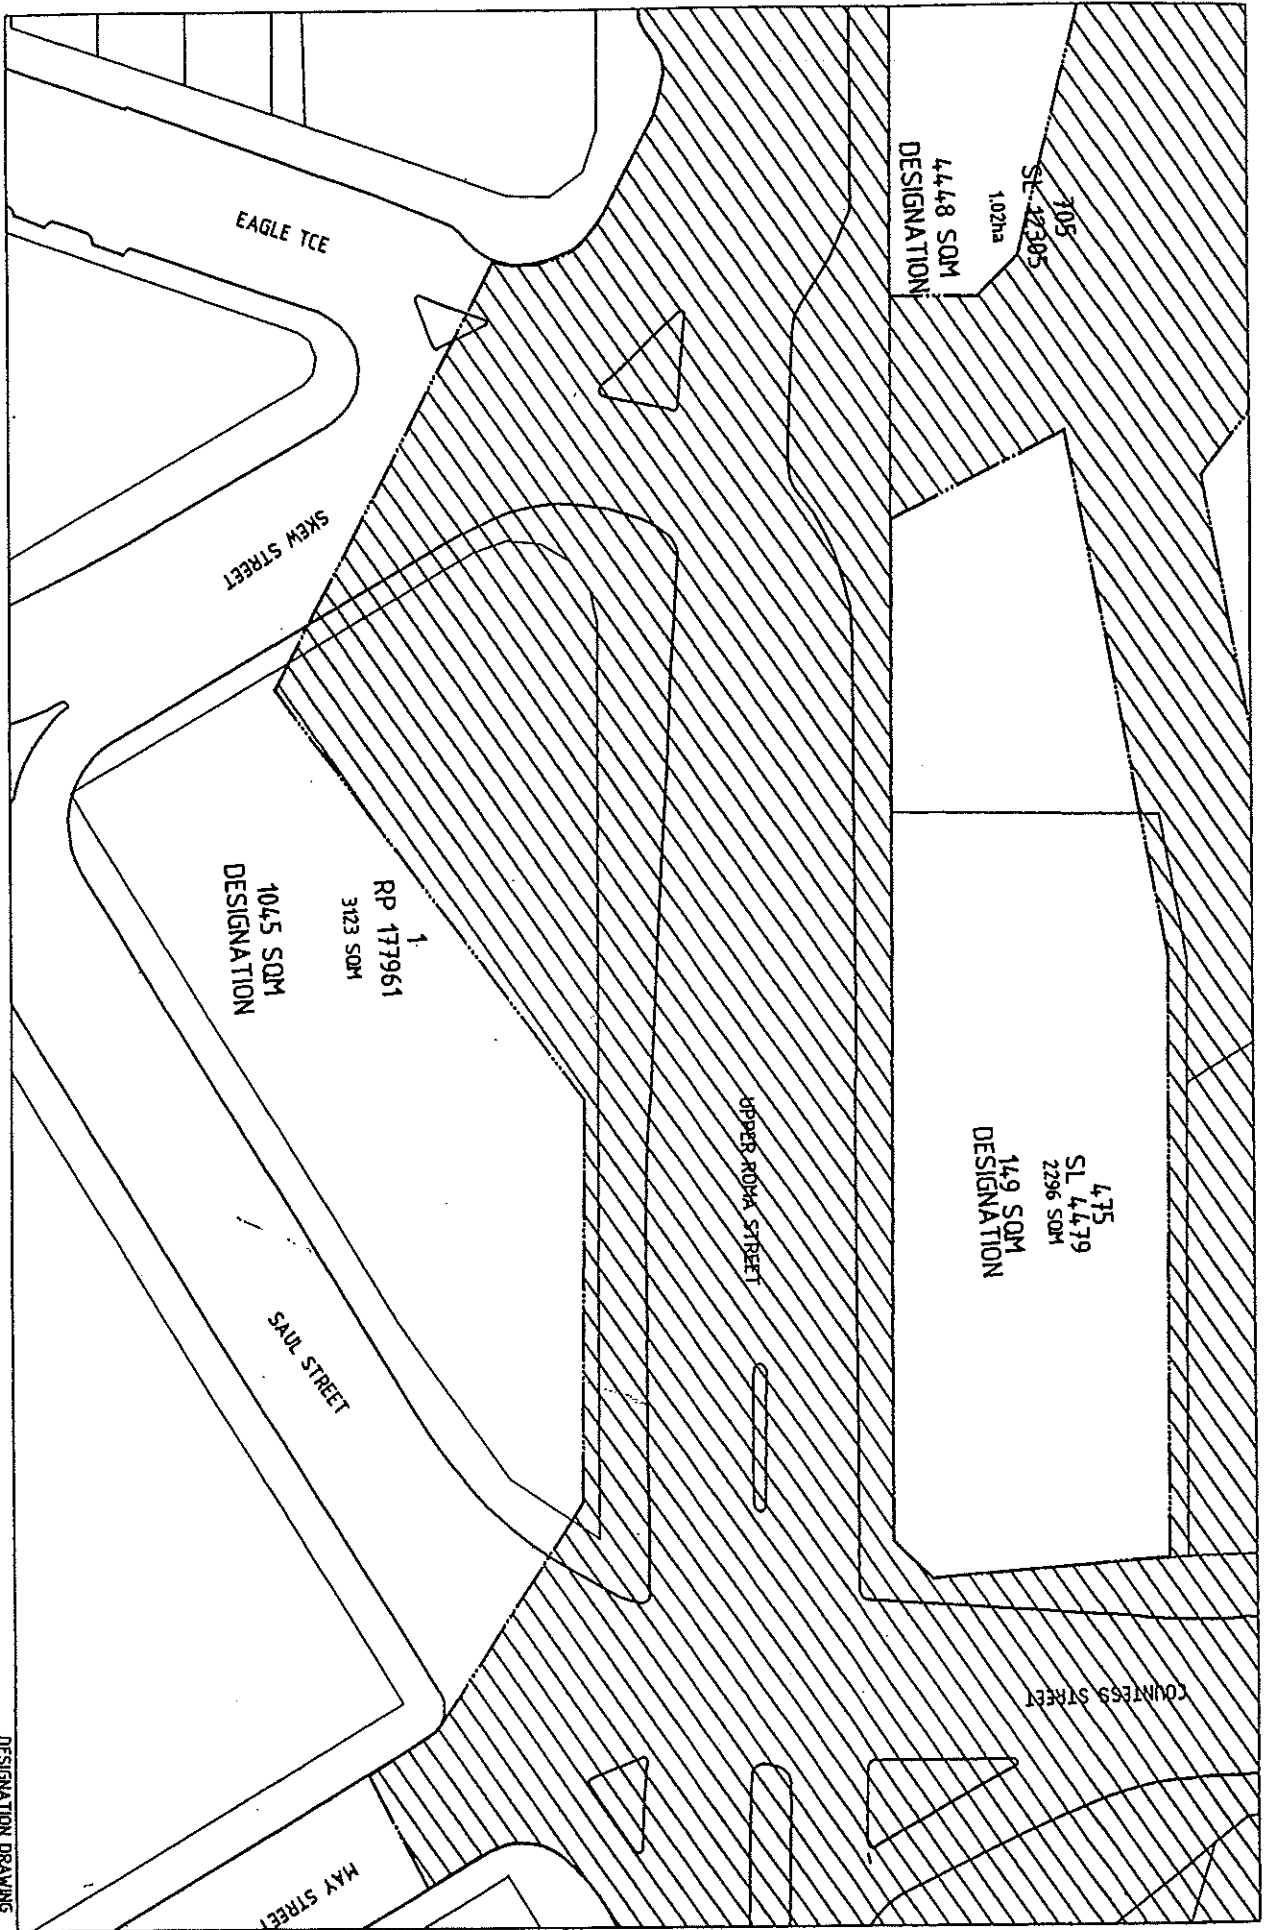 705
SL 12305
1.02ha
4448 SQM
DESIGNATION
475
SL 4479
2296 SQM
149 SQM
DESIGNATION
COUNTESS STREET
UPPER ROMA STREET
EAGLE TCE
SKEW STREET
1
RP 177961
3123 SQM
1045 SQM
DESIGNATION
SAUL STREET
MAY STREET
DESIGNATION DRAWING